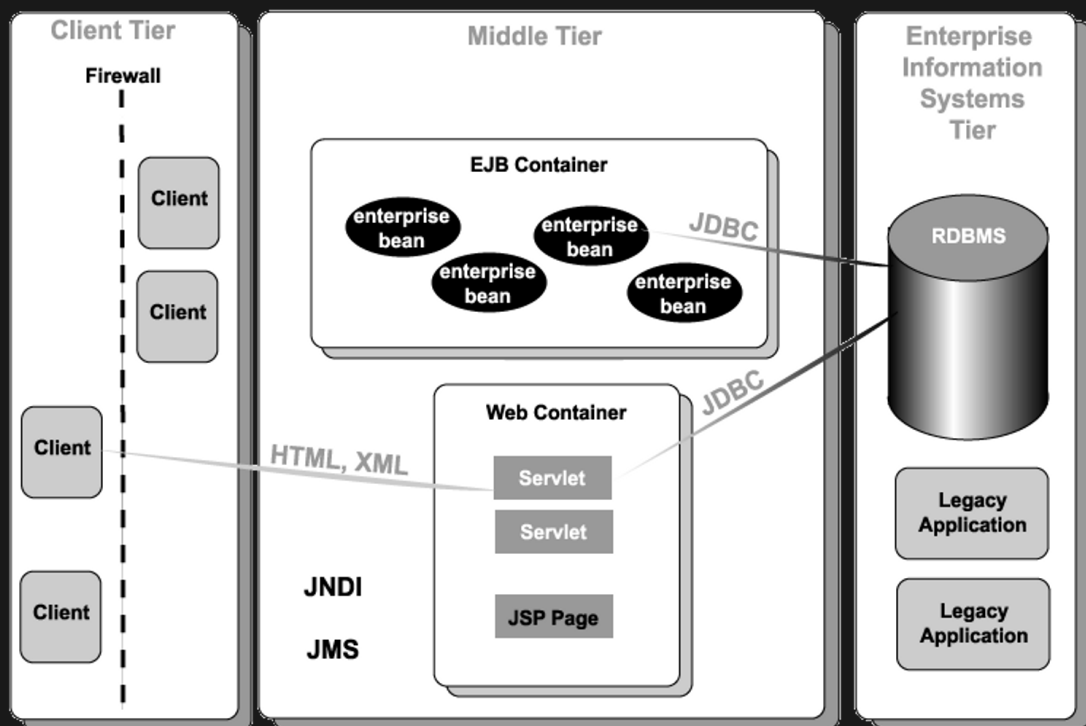 Client Tier
Firewall
Client
Client
Client
Client
Middle Tier
EJB Container
enterprise
bean
enterprise
bean
enterprise
bean
enterprise
bean
JDBC
JDBC
Web Container
HTML, XML
Servlet
Servlet
JSP Page
JNDI
JMS
Enterprise
Information
Systems
Tier
RDBMS
Legacy
Application
Legacy
Application